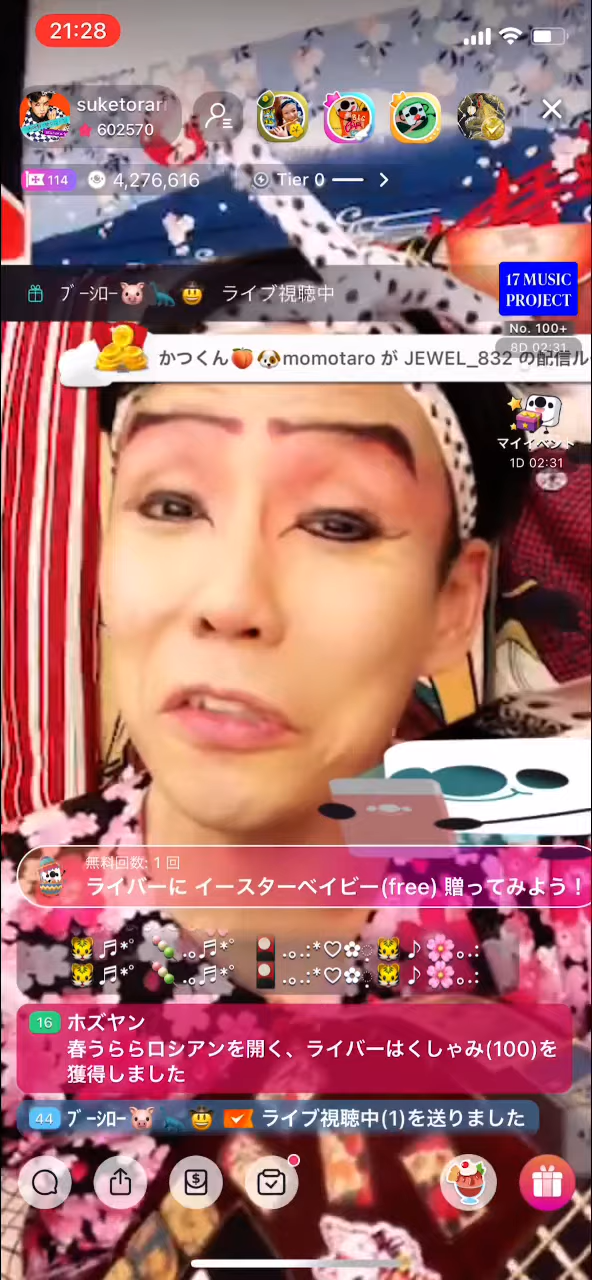 21:28
suketorar
602570
114
4,276,616
Tier 0
ﾌﾞｰｼﾛｰ🐷🦕🤠 ライブ視聴中
17 MUSIC
PROJECT
No. 100+
8D 02:31
かつくん🍑🐶momotaro が JEWEL_832 の配信ル
マイイベント
1D 02:31
無料回数: 1 回
ライバーに イースターベイビー(free) 贈ってみよう！
🐯♬*ﾟ 🍡.｡♬*ﾟ 🎴.｡.:*♡✿ 🐯♪🌸｡.:
🐯♬*ﾟ 🍡.｡♬*ﾟ 🎴.｡.:*♡✿ 🐯♪🌸｡.:
16 ホズヤン
春うららロシアンを開く、ライバーはくしゃみ(100)を
獲得しました
44 ﾌﾞｰｼﾛｰ🐷🦕🤠 ライブ視聴中(1)を送りました